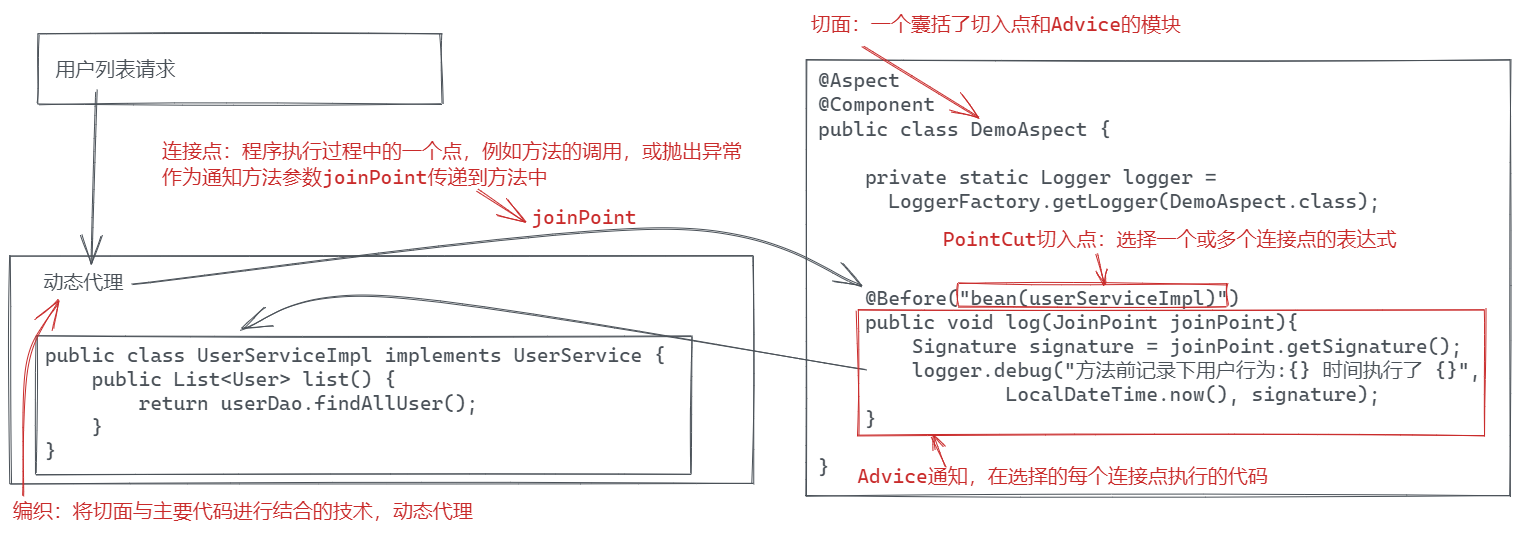 切面：一个囊括了切入点和Advice的模块
用户列表请求
@Aspect
@Component
public class DemoAspect {
连接点：程序执行过程中的一个点，例如方法的调用，或抛出异常
作为通知方法参数joinPoint传递到方法中
private static Logger logger =
LoggerFactory.getLogger(DemoAspect.class);
joinPoint
PointCut切入点：选择一个或多个连接点的表达式
动态代理
@Before("bean(userServiceImpl)")
public void log(JoinPoint joinPoint){
Signature signature = joinPoint.getSignature();
logger.debug("方法前记录下用户行为:{} 时间执行了 {}",
LocalDateTime.now(), signature);
}
}
public class UserServiceImpl implements UserService {
public List<User> list() {
return userDao.findAllUser();
}
}
Advice通知，在选择的每个连接点执行的代码
编织：将切面与主要代码进行结合的技术，动态代理